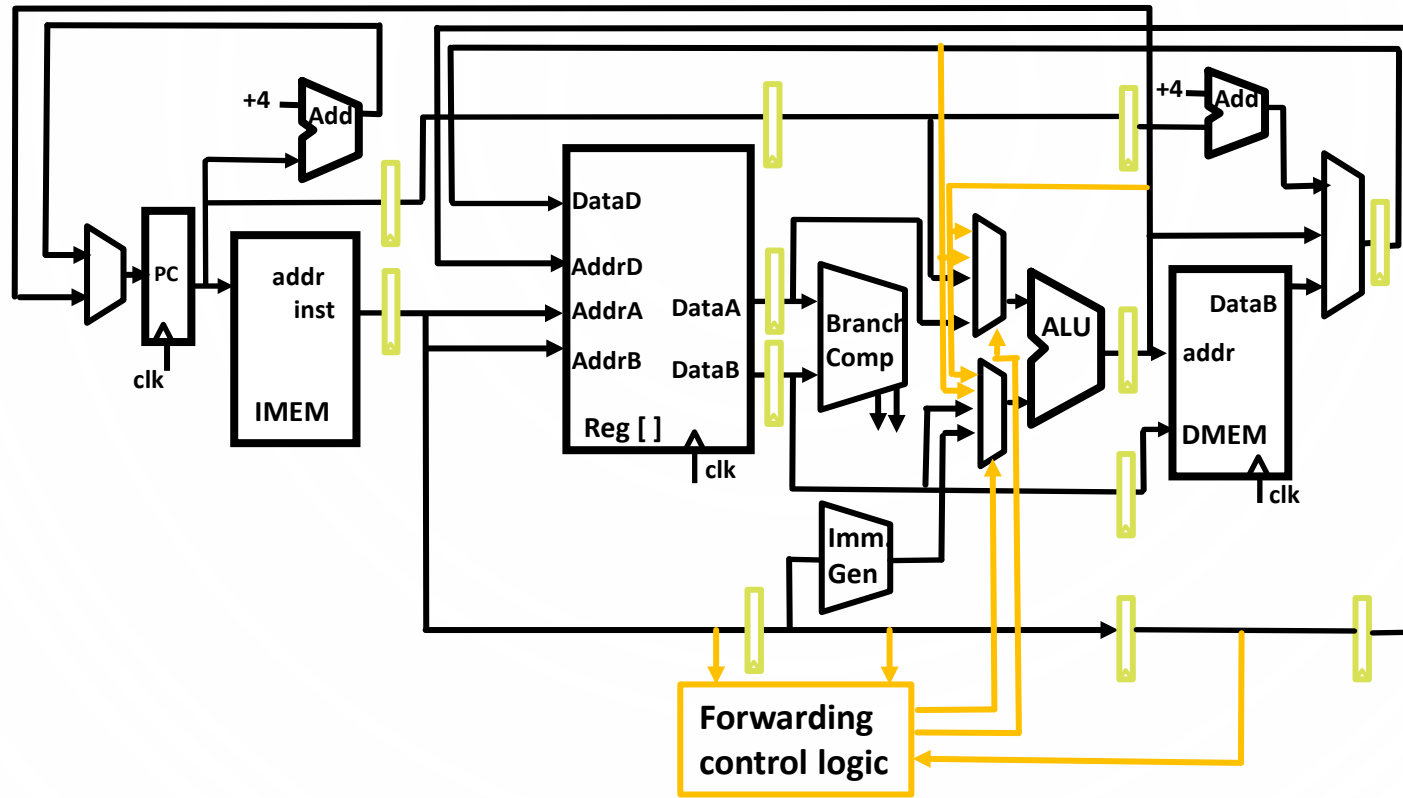 +4
Add
+4
Add
DataD
PC
addr
inst
AddrD
AddrA
AddrB
DataA
DataB
Branch
Comp
ALU
DataB
addr
clk
IMEM
Reg [ ]
clk
DMEM
clk
Imm.
Gen
Forwarding
control logic